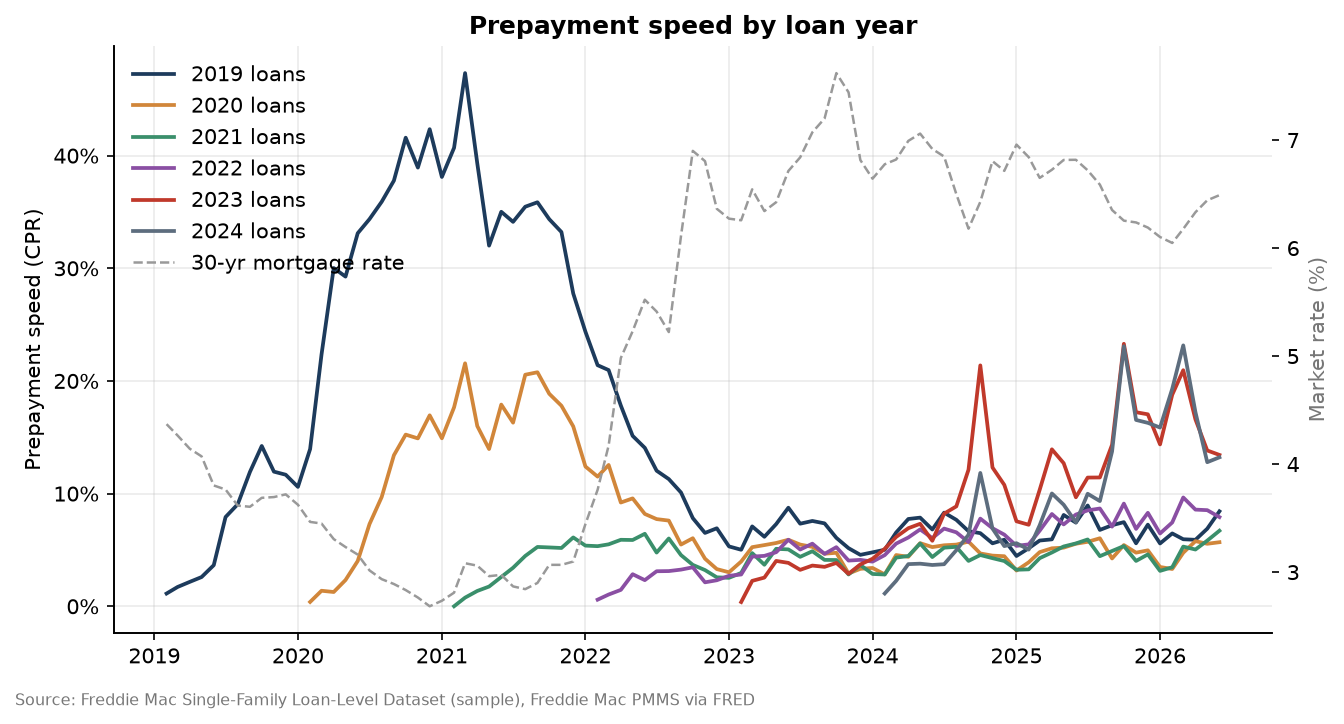 Prepayment speed by loan year
2019 loans
2020 loans
2021 loans
2022 loans
2023 loans
2024 loans
30-yr mortgage rate
Prepayment speed (CPR)
40%
30%
20%
10%
0%
7
6
5
4
3
Market rate (%)
2019 2020 2021 2022 2023 2024 2025 2026
Source: Freddie Mac Single-Family Loan-Level Dataset (sample), Freddie Mac PMMS via FRED